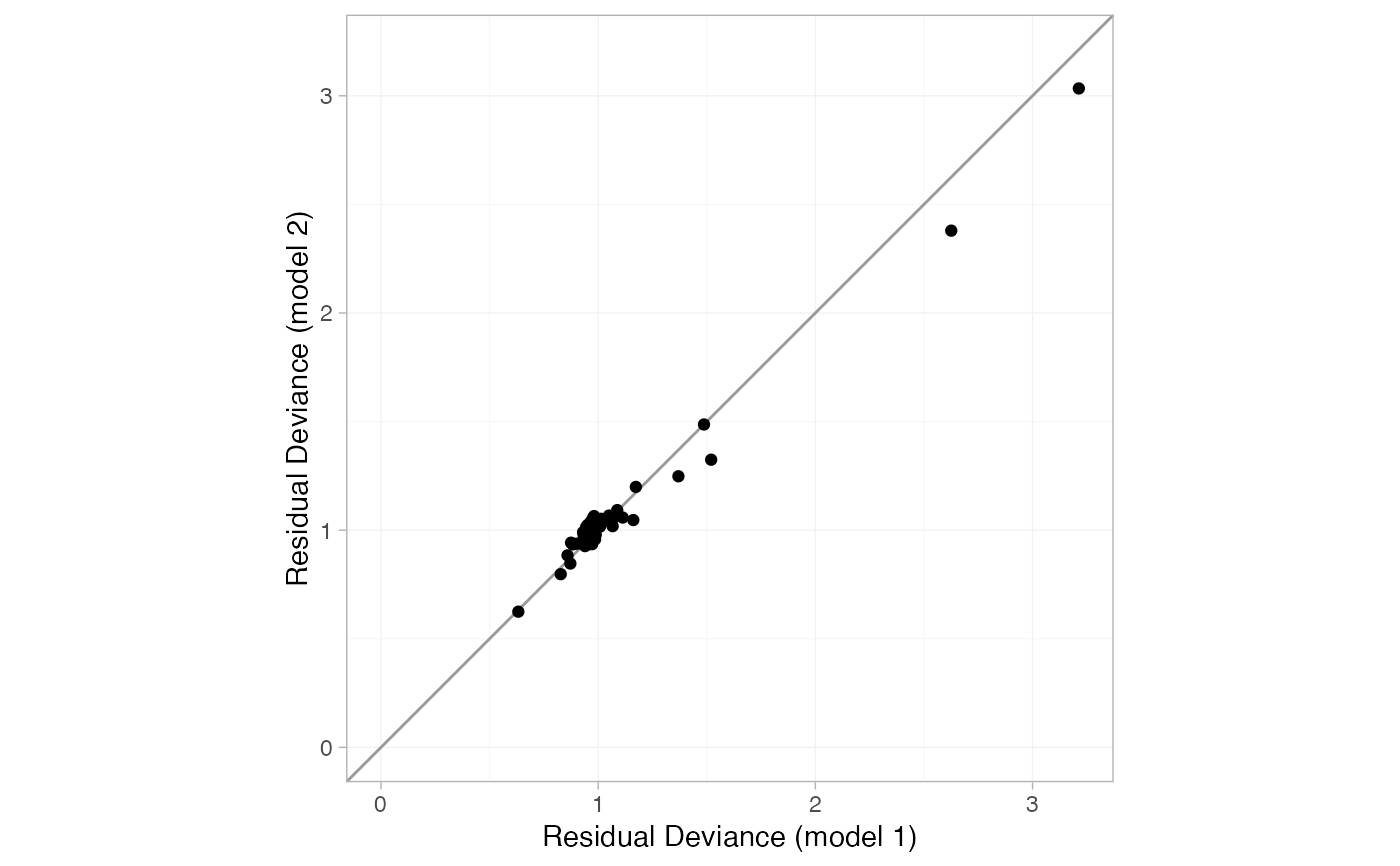 Residual Deviance (model 2)
3
2
1
0
0 1 2 3
Residual Deviance (model 1)